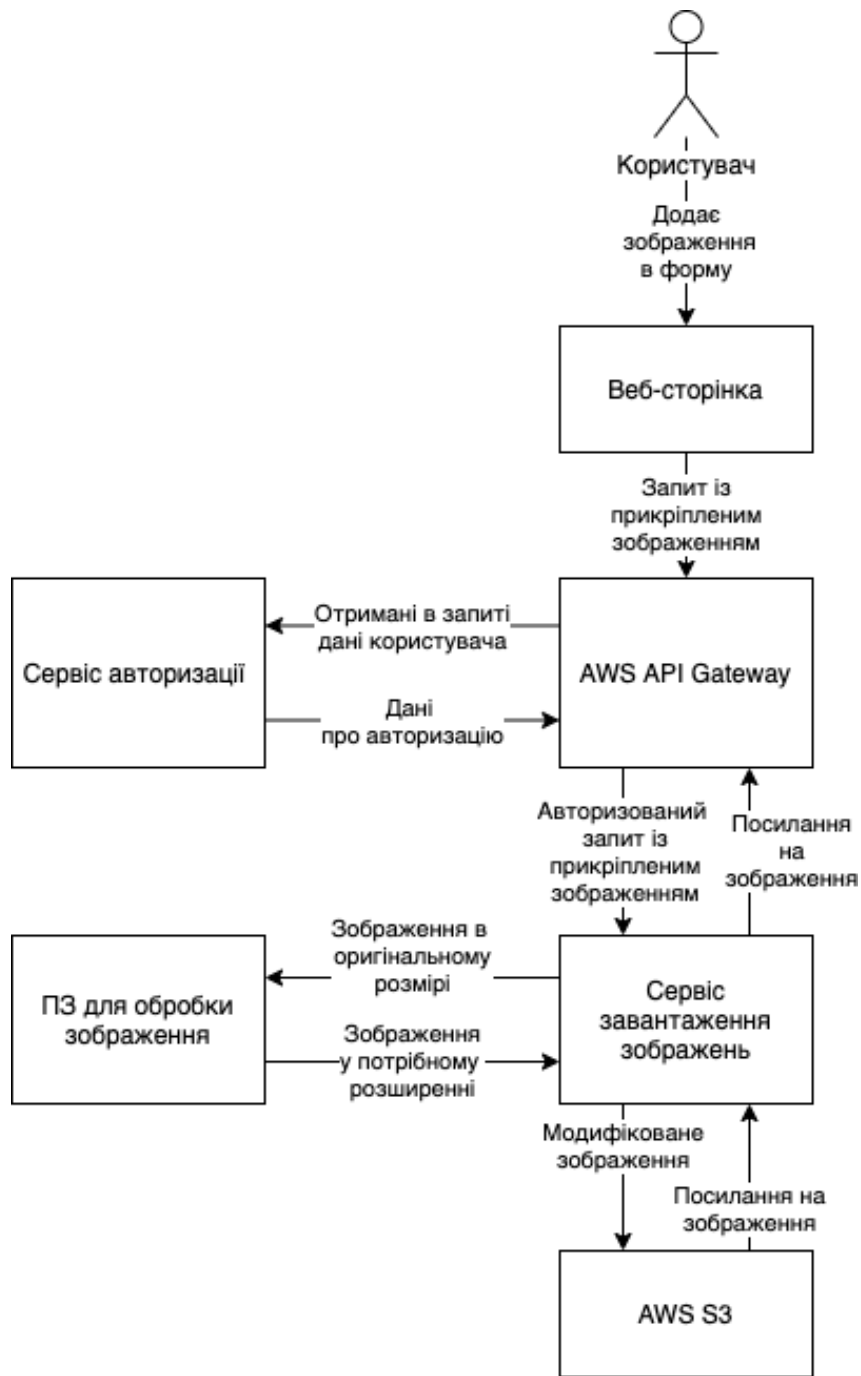 Користувач
Додає
зображення
в форму
Веб-сторінка
Запит із
прикріпленим
зображенням
Отримані в запиті
дані користувача
Сервіс авторизації
AWS API Gateway
Дані
про авторизацію
Авторизований
запит із
прикріпленим
зображенням
Посилання
на
зображення
Зображення в
оригінальному
розмірі
ПЗ для обробки
зображення
Сервіс
завантаження
зображень
Зображення
у потрібному
розширенні
Модифіковане
зображення
Посилання на
зображення
AWS S3